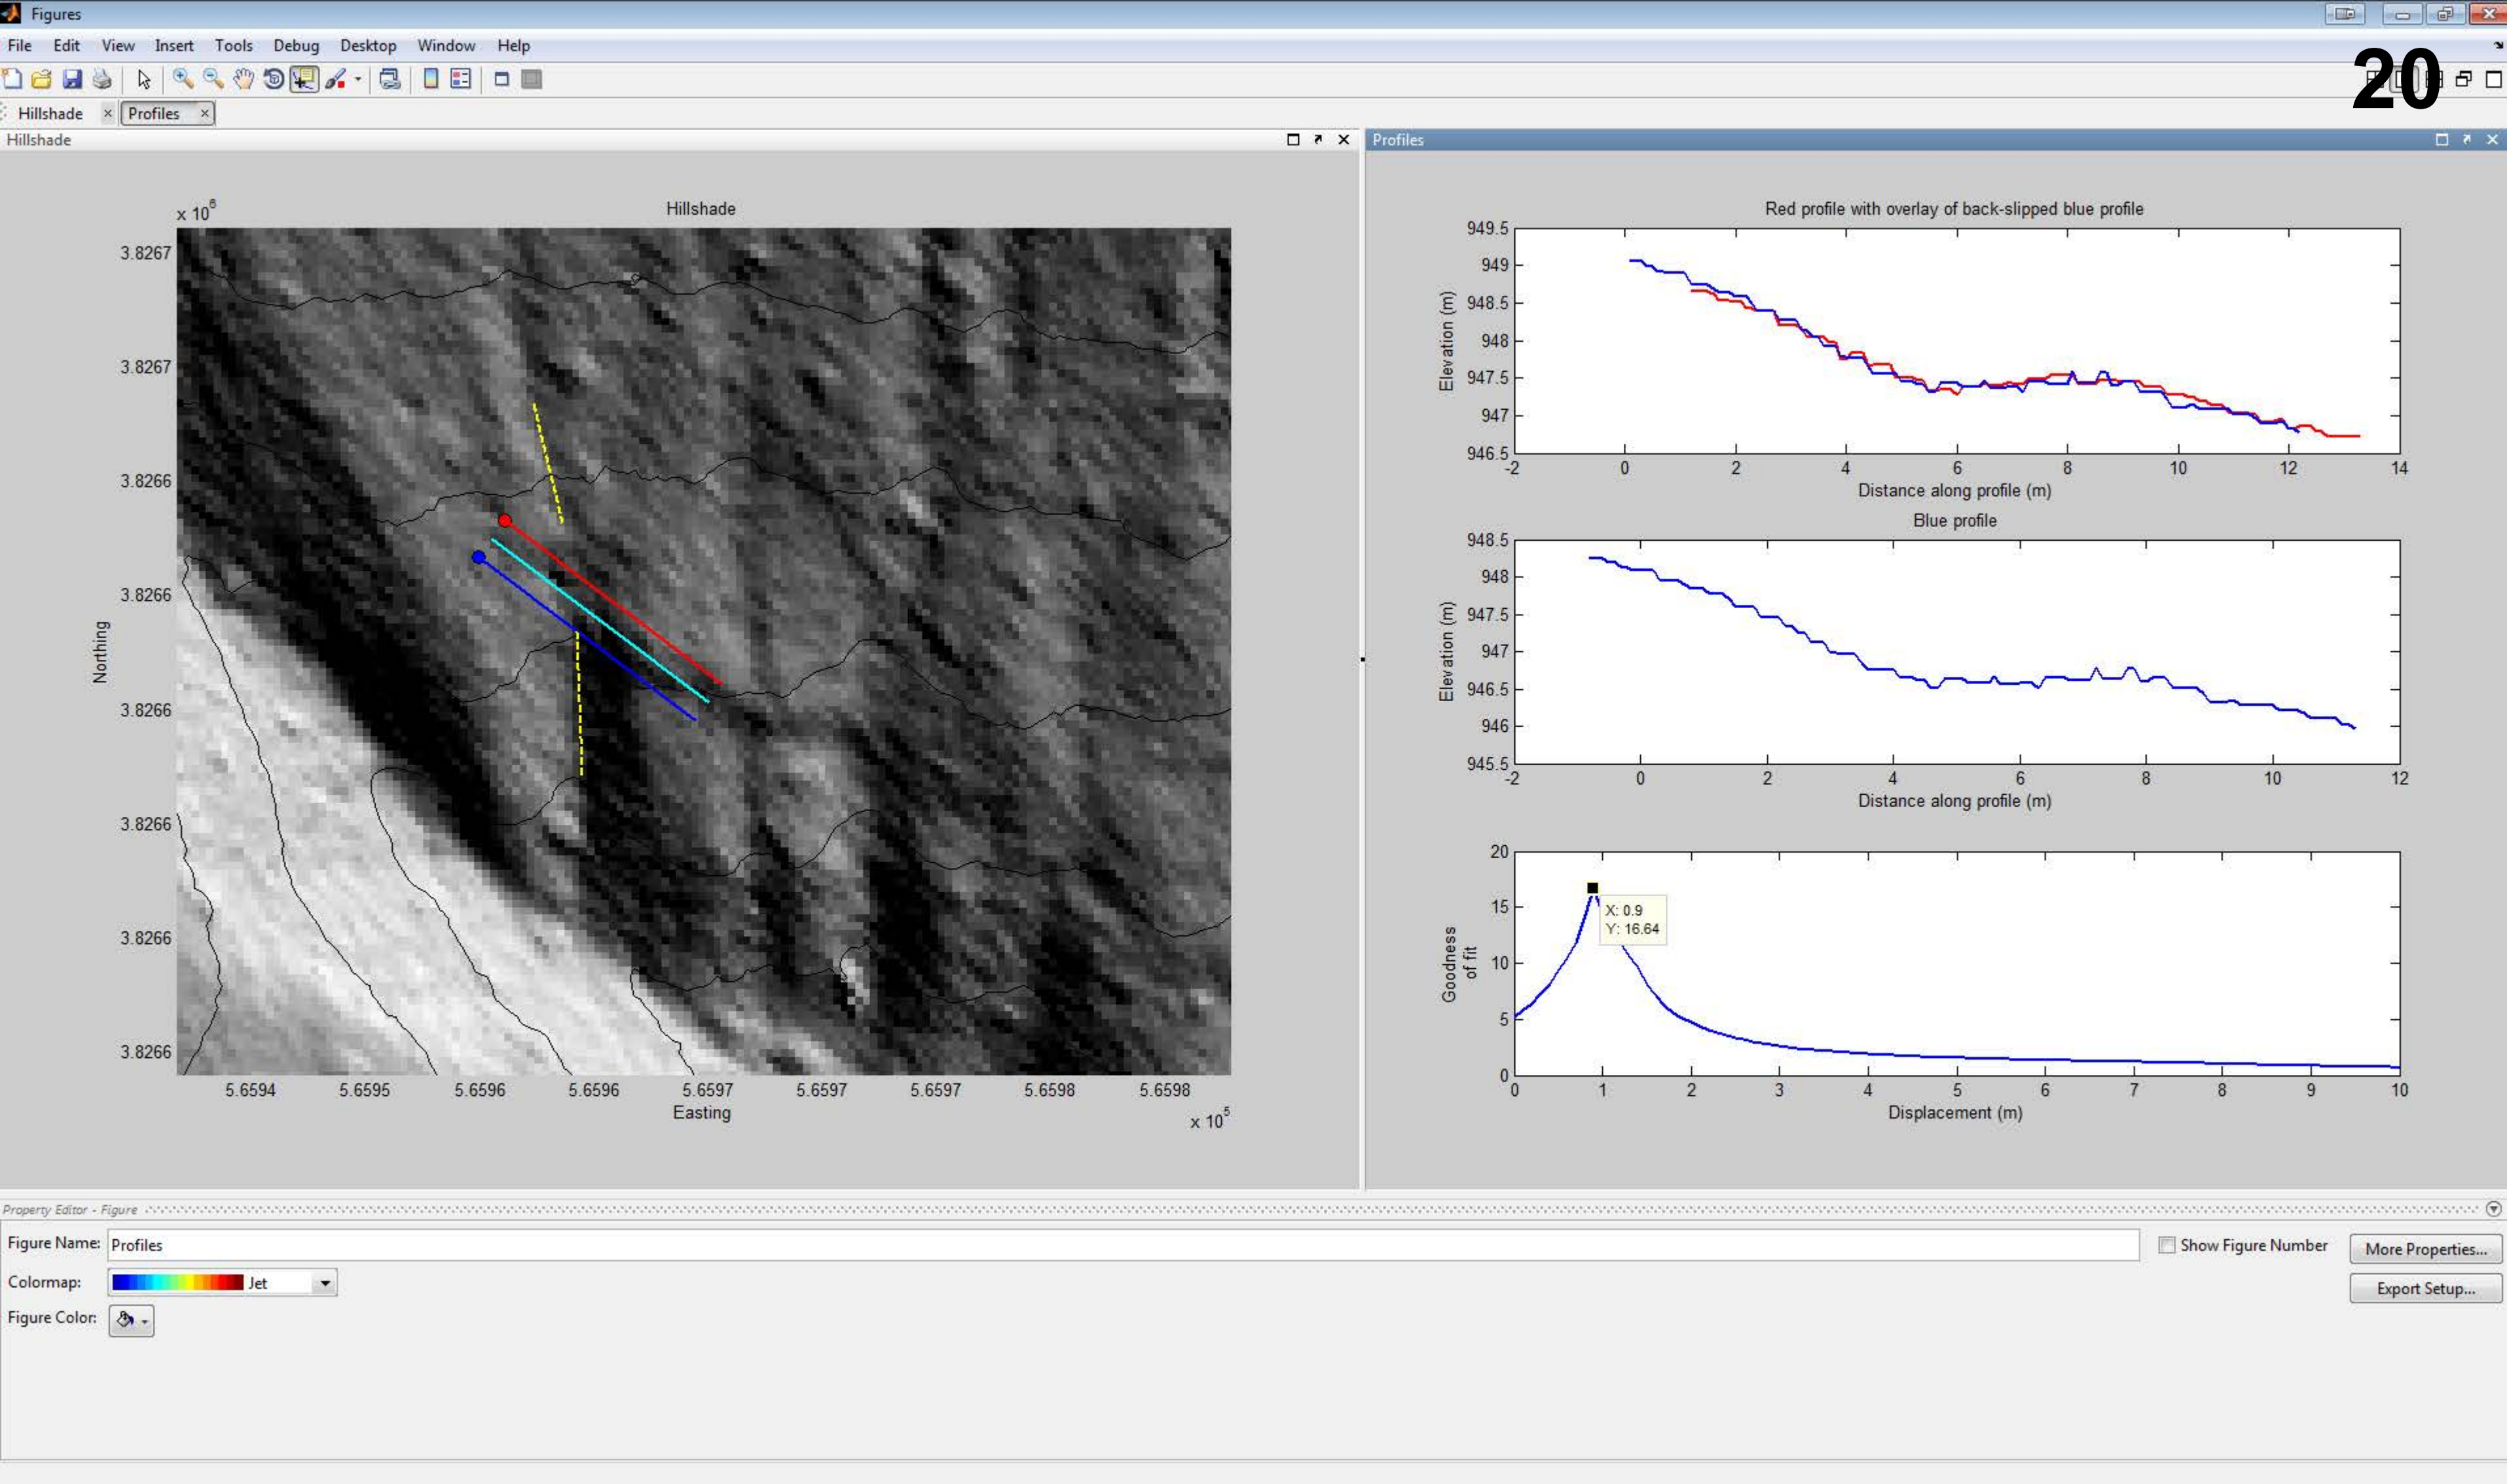 Figures
File Edit View Insert Tools Debug Desktop Window Help
20
Hillshade × Profiles ×
Hillshade
x 10^6
Hillshade
3.8267
3.8267
3.8266
3.8266
3.8266
3.8266
3.8266
3.8266
Northing
5.6594 5.6595 5.6596 5.6596 5.6597 5.6597 5.6597 5.6598 5.6598
Easting
x 10^5
Profiles
Red profile with overlay of back-slipped blue profile
949.5
949
948.5
948
947.5
947
946.5
Elevation (m)
-2 0 2 4 6 8 10 12 14
Distance along profile (m)
Blue profile
948.5
948
947.5
947
946.5
946
945.5
Elevation (m)
-2 0 2 4 6 8 10 12
Distance along profile (m)
20
15
10
5
0
Goodness
of fit
X: 0.9
Y: 16.64
0 1 2 3 4 5 6 7 8 9 10
Displacement (m)
Property Editor - Figure
Figure Name: Profiles
Show Figure Number
More Properties...
Colormap: Jet
Export Setup...
Figure Color: